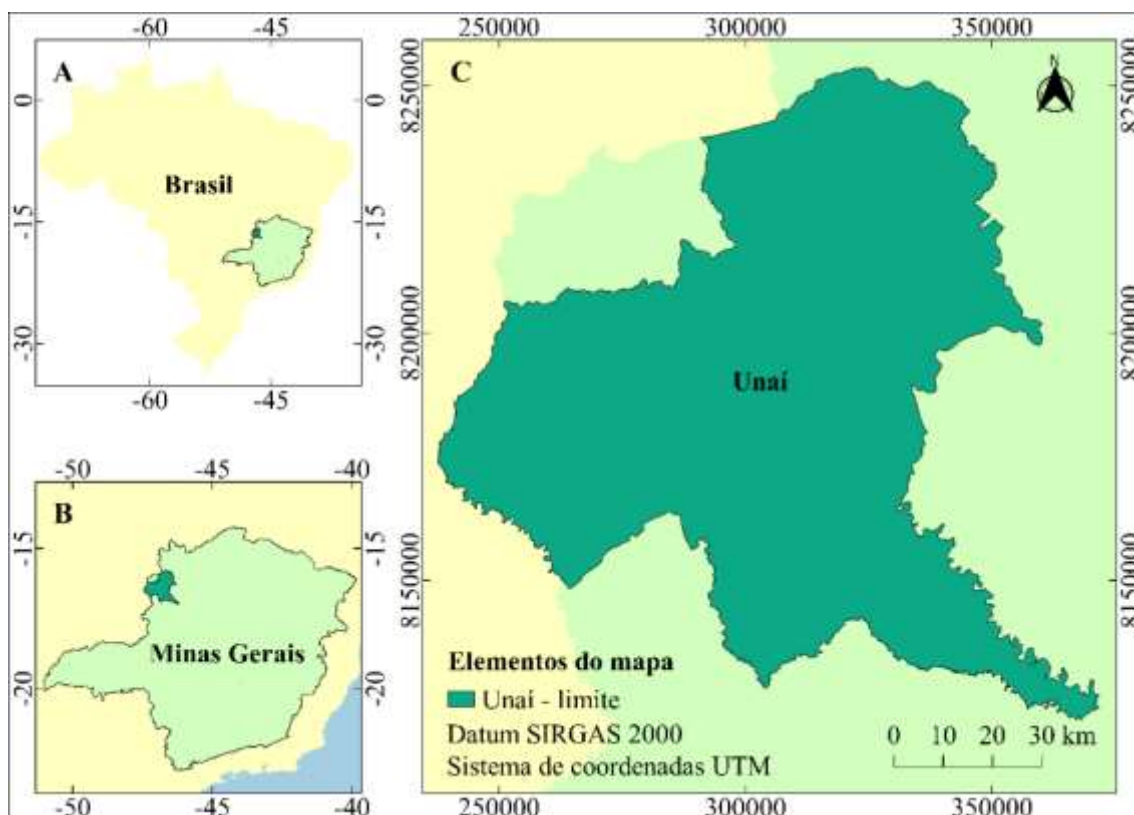 -60 -45
A
0 0
Brasil
-15 -15
-30 -30
-60 -45
-50 -45 -40
B
-15 -15
Minas Gerais
-20 -20
-50 -45 -40
250000 300000 350000
C
N
8250000 8250000
8200000 8200000
Unaí
8150000 8150000
Elementos do mapa
Unaí - limite
Datum SIRGAS 2000
Sistema de coordenadas UTM
0 10 20 30 km
250000 300000 350000